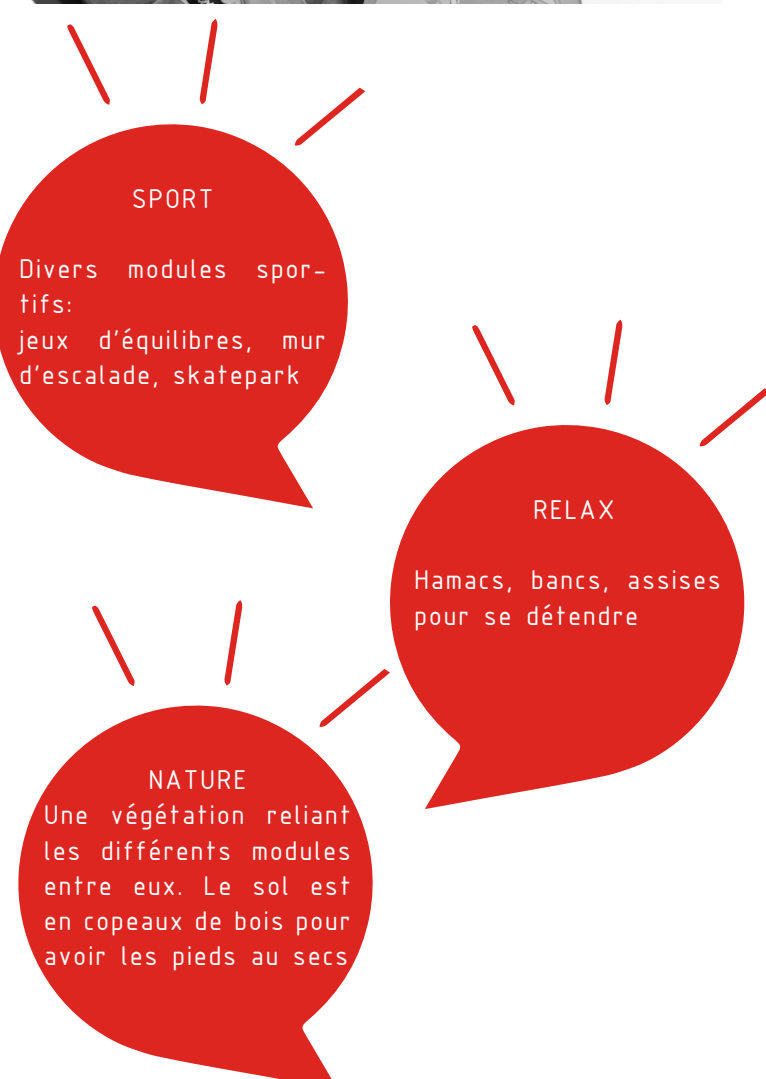 SPORT
Divers modules spor-
tifs:
jeux d'équilibres, mur
d'escalade, skatepark
RELAX
Hamacs, bancs, assises
pour se détendre
NATURE
Une végétation reliant
les différents modules
entre eux. Le sol est
en copeaux de bois pour
avoir les pieds au secs